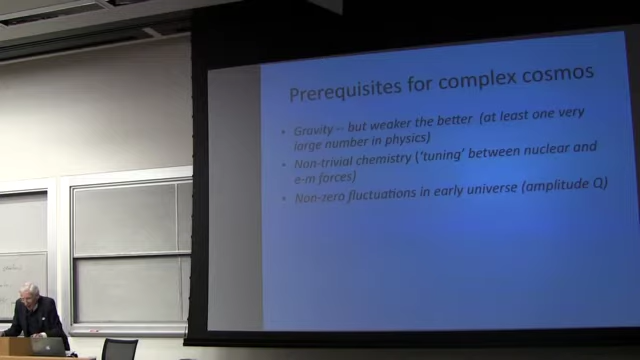 Prerequisites for complex cosmos
• Gravity -- but weaker the better (at least one very
large number in physics)
• Non-trivial chemistry ('tuning' between nuclear and
e-m forces)
• Non-zero fluctuations in early universe (amplitude Q)